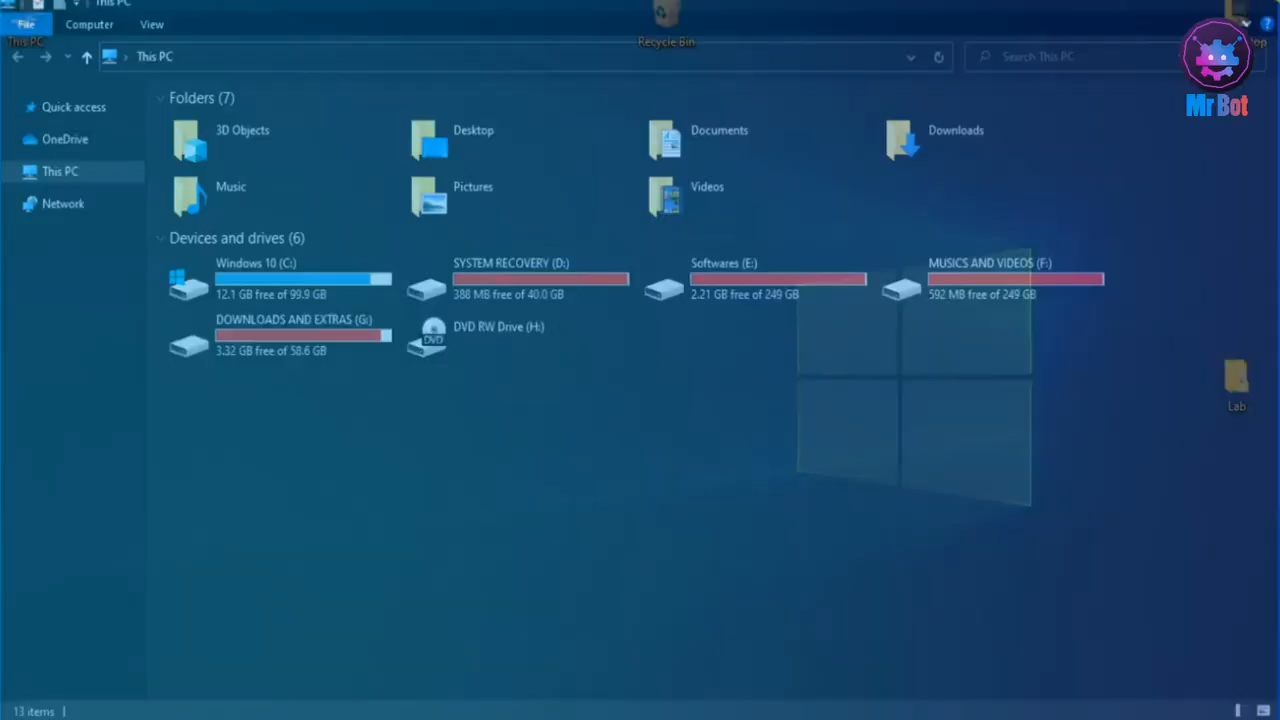 This PC
Recycle Bin
File
Computer
View
This PC
This PC
Search This PC
Mr Bot
Quick access
OneDrive
This PC
Network
Folders (7)
3D Objects
Desktop
Documents
Downloads
Music
Pictures
Videos
Devices and drives (6)
Windows 10 (C:)
12.1 GB free of 99.9 GB
SYSTEM RECOVERY (D:)
388 MB free of 40.0 GB
Softwares (E:)
2.21 GB free of 249 GB
MUSICS AND VIDEOS (F:)
592 MB free of 249 GB
DOWNLOADS AND EXTRAS (G:)
3.32 GB free of 58.6 GB
DVD RW Drive (H:)
DVD
Lab
13 items